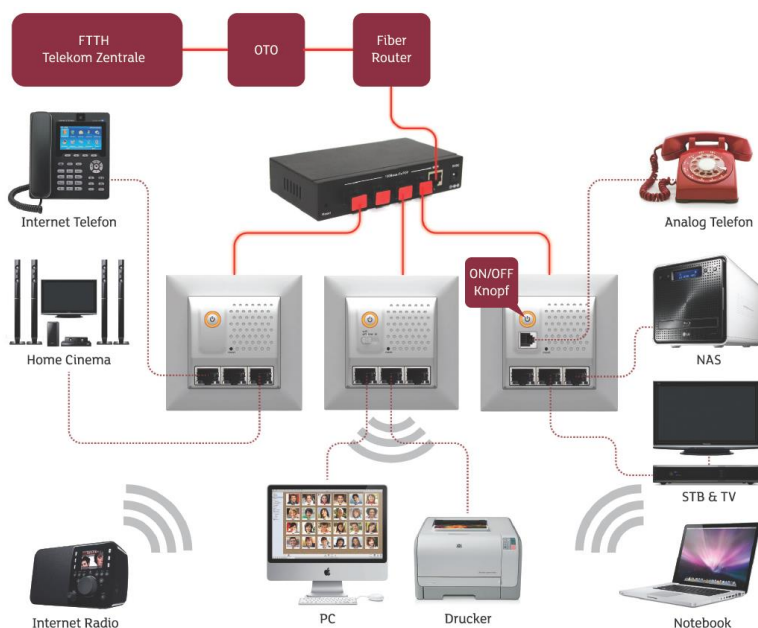 FTTH
Telekom Zentrale
OTO
Fiber
Router
Internet Telefon
Analog Telefon
ON/OFF
Knopf
Home Cinema
NAS
STB & TV
Internet Radio
PC
Drucker
Notebook